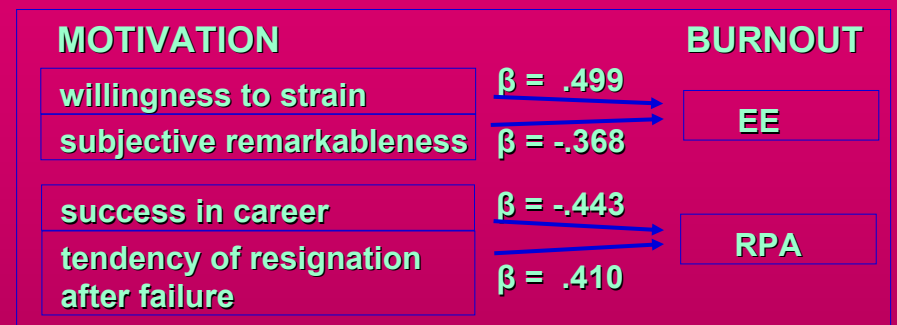 MOTIVATION BURNOUT
willingness to strain β = .499
EE
subjective remarkableness β = -.368
success in career β = -.443
RPA
tendency of resignation
after failure β = .410